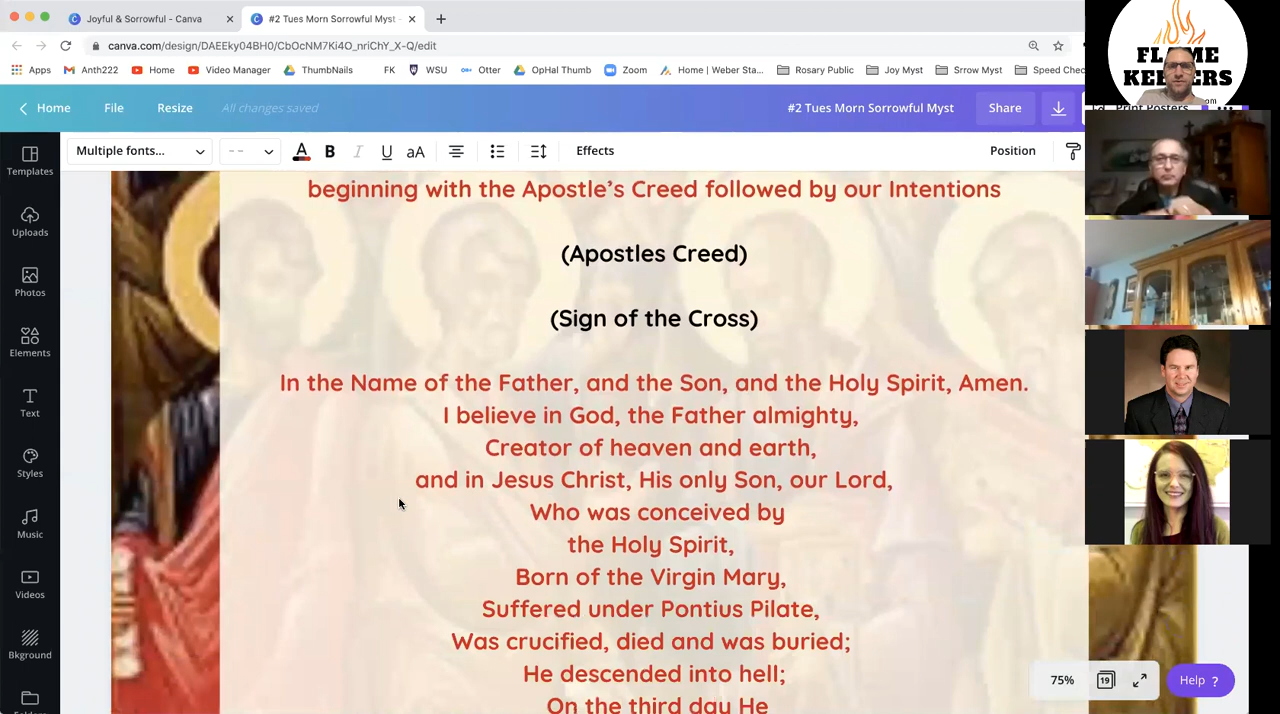 Joyful & Sorrowful - Canva
#2 Tues Morn Sorrowful Myst -
canva.com/design/DAEEky04BH0/CbOcNM7Ki4O_nriChY_X-Q/edit
Apps Anth222 Home Video Manager ThumbNails FK WSU Otter OpHal Thumb Zoom Home | Weber Sta... Rosary Public Joy Myst Srrow Myst Speed Chec
Home File Resize All changes saved #2 Tues Morn Sorrowful Myst Share
Print Posters
FLAME
KEEPERS
om
Multiple fonts... -- A B I U aA Effects Position
Templates
Uploads
Photos
Elements
Text
Styles
Music
Videos
Bkground
beginning with the Apostle’s Creed followed by our Intentions
(Apostles Creed)
(Sign of the Cross)
In the Name of the Father, and the Son, and the Holy Spirit, Amen.
I believe in God, the Father almighty,
Creator of heaven and earth,
and in Jesus Christ, His only Son, our Lord,
Who was conceived by
the Holy Spirit,
Born of the Virgin Mary,
Suffered under Pontius Pilate,
Was crucified, died and was buried;
He descended into hell;
On the third day He
75% 19 Help ?